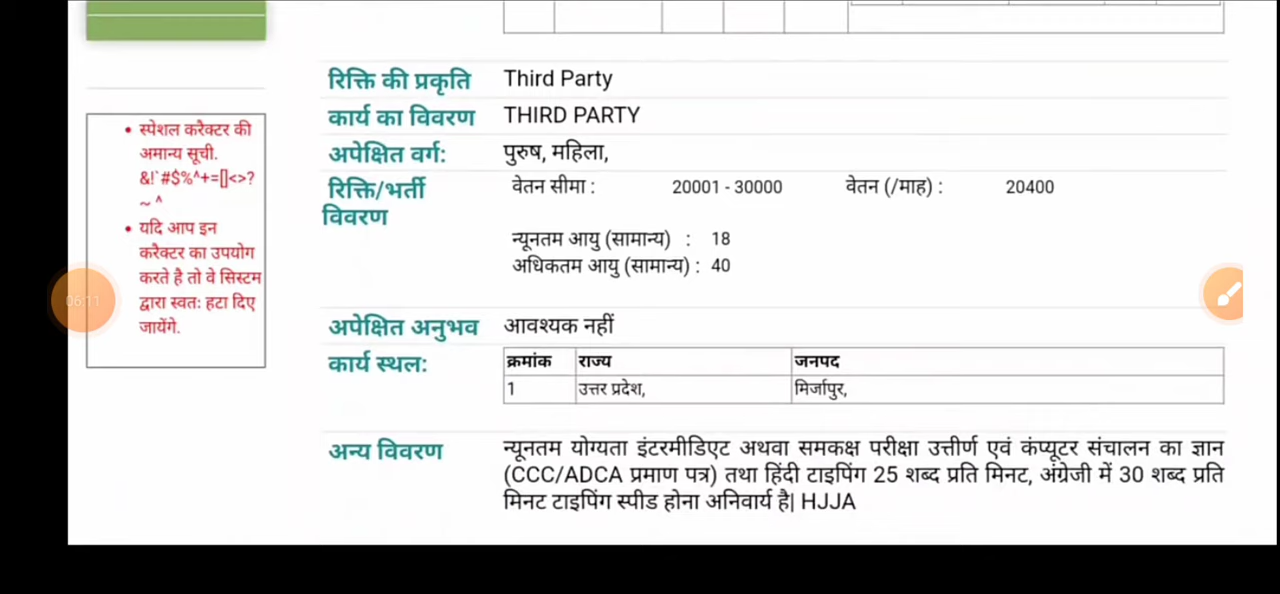 स्पेशल करैक्टर की
अमान्य सूची.
&!`#$%^+=[]<>?
~ ^
यदि आप इन
करैक्टर का उपयोग
करते है तो वे सिस्टम
द्वारा स्वतः हटा दिए
जायेंगे.
06:11
रिक्ति की प्रकृति Third Party
कार्य का विवरण THIRD PARTY
अपेक्षित वर्ग: पुरुष, महिला,
रिक्ति/भर्ती विवरण वेतन सीमा : 20001 - 30000 वेतन (/माह) : 20400
न्यूनतम आयु (सामान्य) : 18
अधिकतम आयु (सामान्य) : 40
अपेक्षित अनुभव आवश्यक नहीं
कार्य स्थल: क्रमांक राज्य जनपद
1 उत्तर प्रदेश, मिर्जापुर,
अन्य विवरण न्यूनतम योग्यता इंटरमीडिएट अथवा समकक्ष परीक्षा उत्तीर्ण एवं कंप्यूटर संचालन का ज्ञान
(CCC/ADCA प्रमाण पत्र) तथा हिंदी टाइपिंग 25 शब्द प्रति मिनट, अंग्रेजी में 30 शब्द प्रति
मिनट टाइपिंग स्पीड होना अनिवार्य है| HJJA